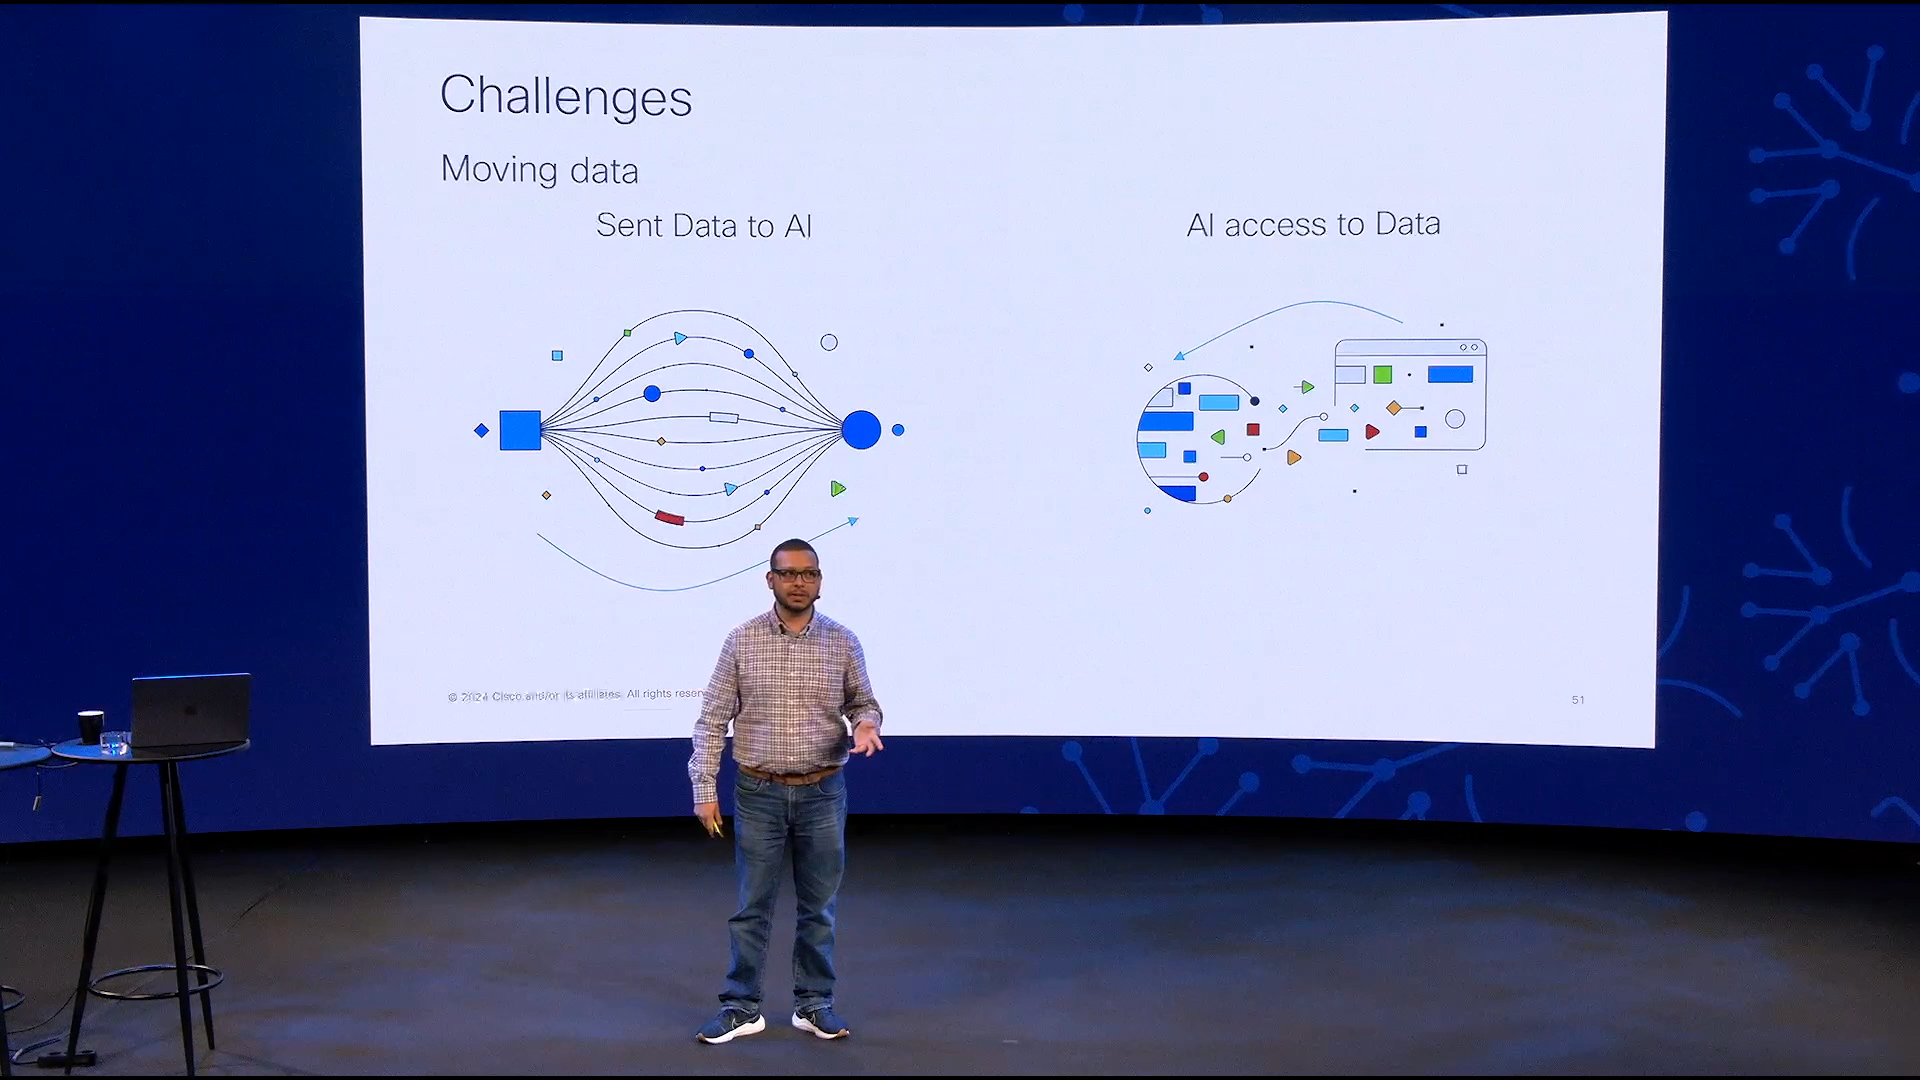 Challenges
Moving data
Sent Data to AI
AI access to Data
© 2024 Cisco and/or its affiliates. All rights reserv
51